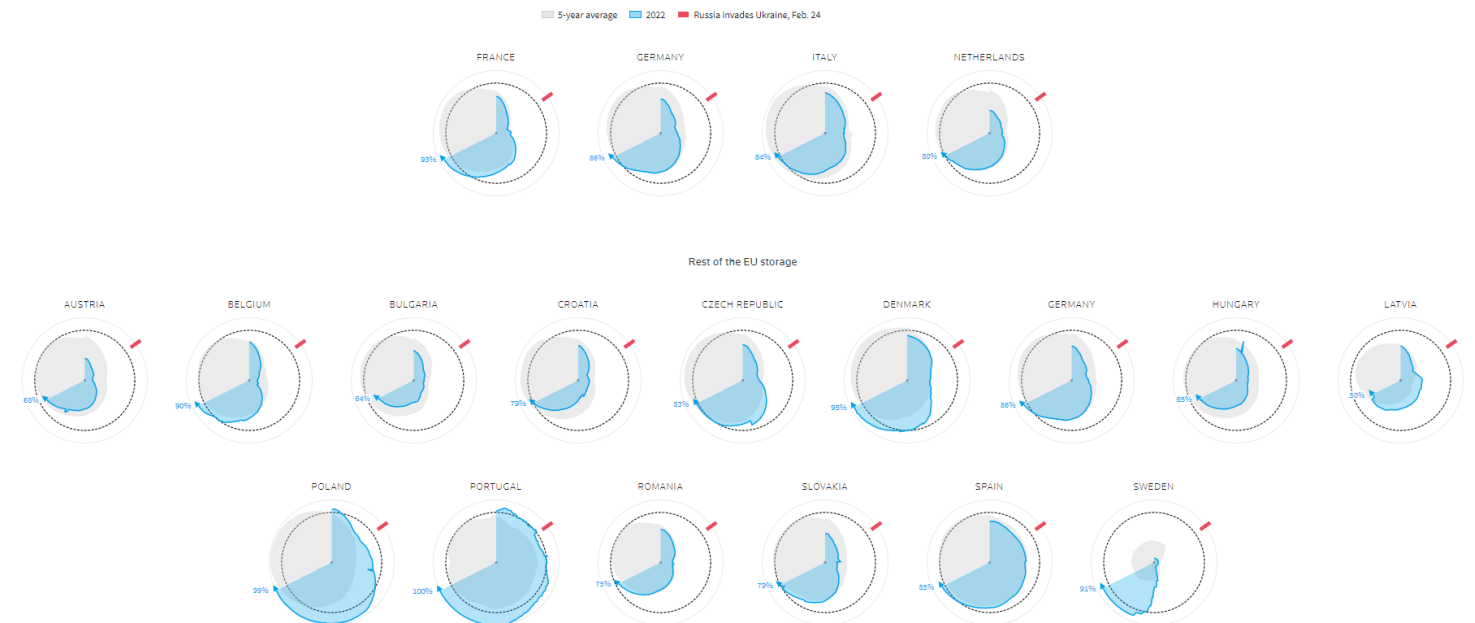 5-year average 2022 Russia invades Ukraine, Feb. 24
FRANCE GERMANY ITALY NETHERLANDS
93% 86% 84% 80%
Rest of the EU storage
AUSTRIA BELGIUM BULGARIA CROATIA CZECH REPUBLIC DENMARK GERMANY HUNGARY LATVIA
68% 90% 64% 79% 83% 95% 86% 65% 50%
POLAND PORTUGAL ROMANIA SLOVAKIA SPAIN SWEDEN
99% 100% 75% 79% 85% 91%